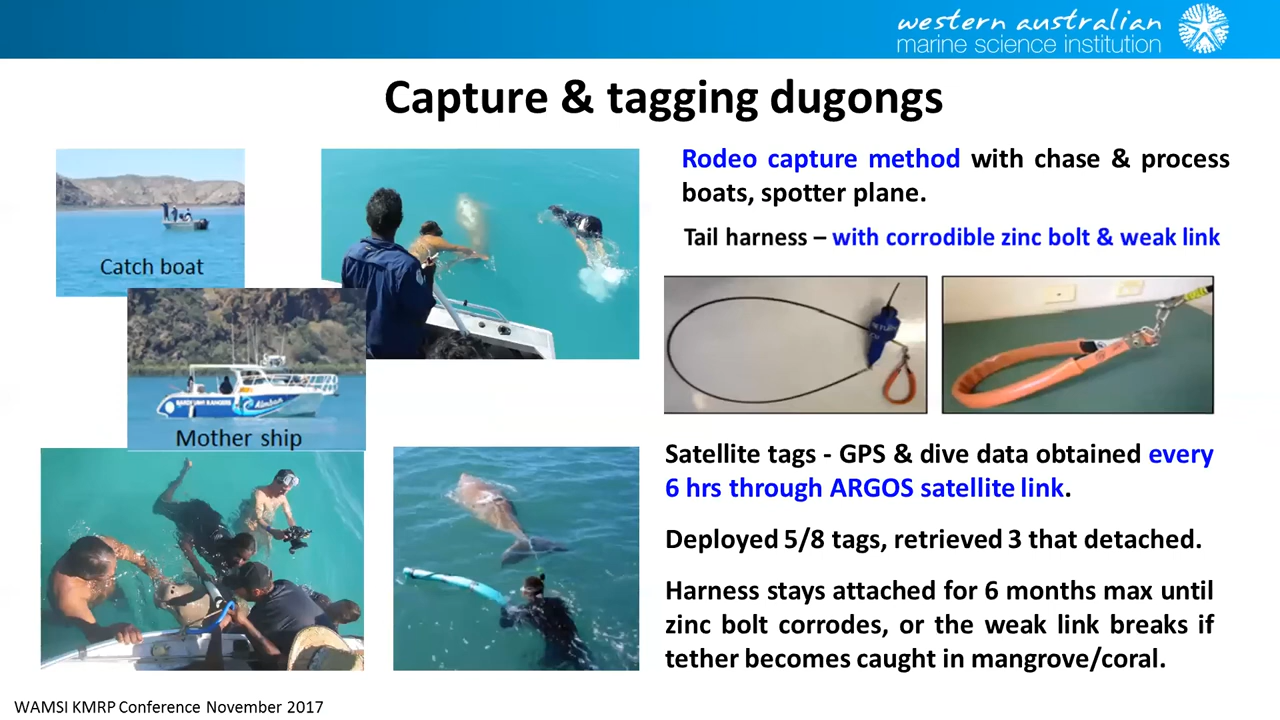 western australian
marine science institution
Capture & tagging dugongs
Catch boat
Mother ship
Rodeo capture method with chase & process
boats, spotter plane.
Tail harness – with corrodible zinc bolt & weak link
Satellite tags - GPS & dive data obtained every
6 hrs through ARGOS satellite link.
Deployed 5/8 tags, retrieved 3 that detached.
Harness stays attached for 6 months max until
zinc bolt corrodes, or the weak link breaks if
tether becomes caught in mangrove/coral.
WAMSI KMRP Conference November 2017